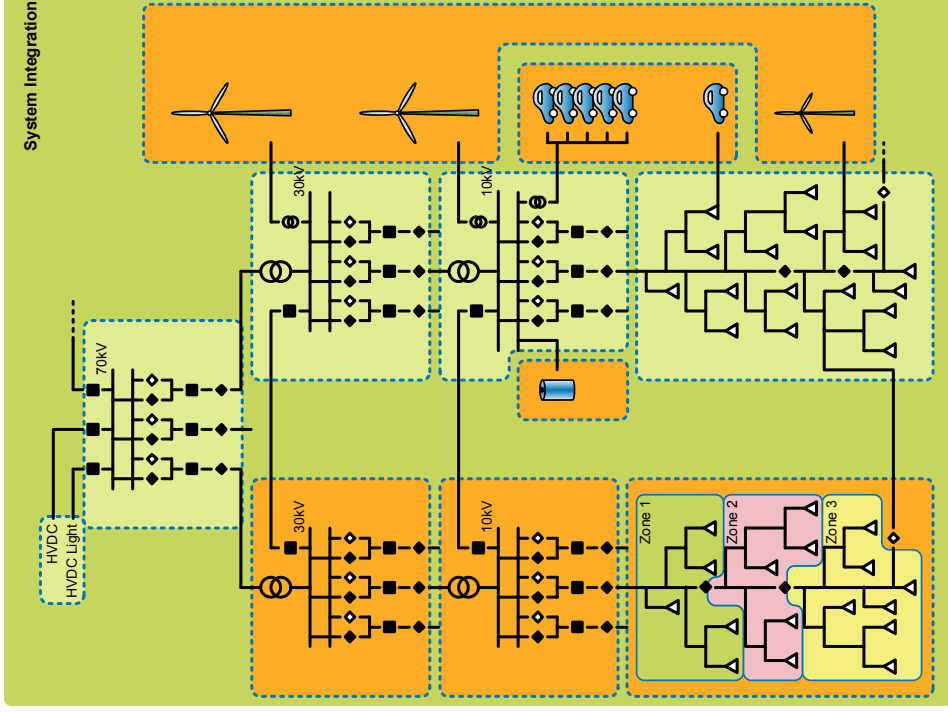 System Integration
HVDC
HVDC Light
70kV
30kV
10kV
30kV
10kV
Zone 1
Zone 2
Zone 3